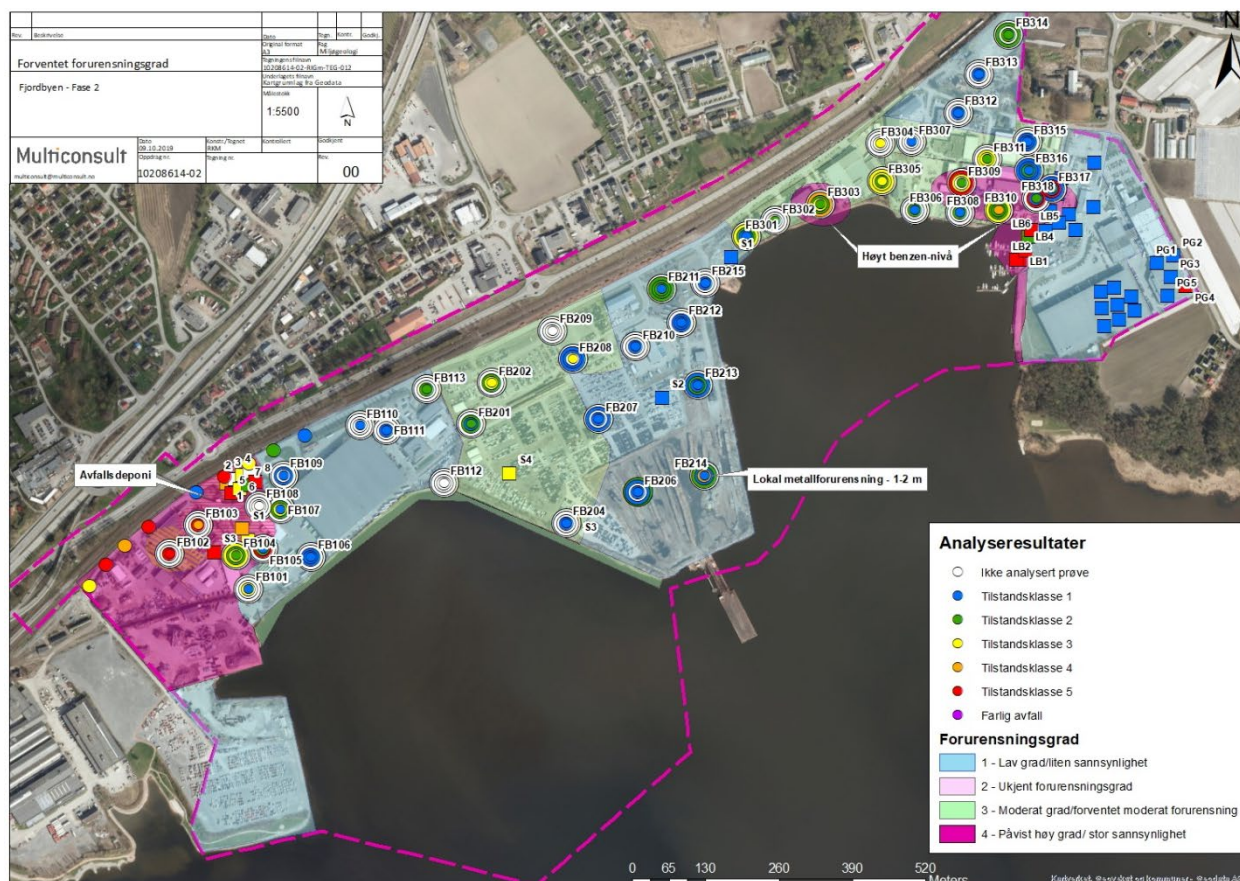 Rev.
Beskrivelse
Dato
Tegn.
Kontr.
Godkj.
Forventet forurensningsgrad
Fjordbyen - Fase 2
Original format
A3
Fag
Miljøgeologi
Tegningens filnavn
10208614-02-RIGm-TEG-012
Underlagets filnavn
Kartgrunnlag fra Geodata
Målestokk
1:5500
N
Multiconsult
multiconsult@multiconsult.no
Dato
09.10.2019
Konstr./Tegnet
RKM
Kontrollert
Godkjent
Oppdrag nr.
10208614-02
Tegning nr.
Rev.
00
N
FB314
FB313
FB312
FB304
FB307
FB315
FB311
FB316
FB305
FB309
FB317
FB318
FB303
FB306
FB308
FB310
FB302
LB5
LB6
LB4
FB301
S1
LB2
LB1
Høyt benzen-nivå
PG1
PG2
PG3
PG5
PG4
FB211
FB215
FB209
FB212
FB208
FB210
FB113
FB202
S2
FB213
FB201
FB207
FB110
FB111
4
3
8
7
5
6
2
1
FB109
Avfallsdeponi
FB112
S4
FB214
Lokal metallforurensning - 1-2 m
FB206
FB108
S1
FB107
FB103
FB204
S3
S3
FB104
FB102
FB105
FB106
FB101
Analyseresultater
Ikke analysert prøve
Tilstandsklasse 1
Tilstandsklasse 2
Tilstandsklasse 3
Tilstandsklasse 4
Tilstandsklasse 5
Farlig avfall
Forurensningsgrad
1 - Lav grad/liten sannsynlighet
2 - Ukjent forurensningsgrad
3 - Moderat grad/forventet moderat forurensning
4 - Påvist høy grad/ stor sannsynlighet
0 65 130 260 390 520
Meters